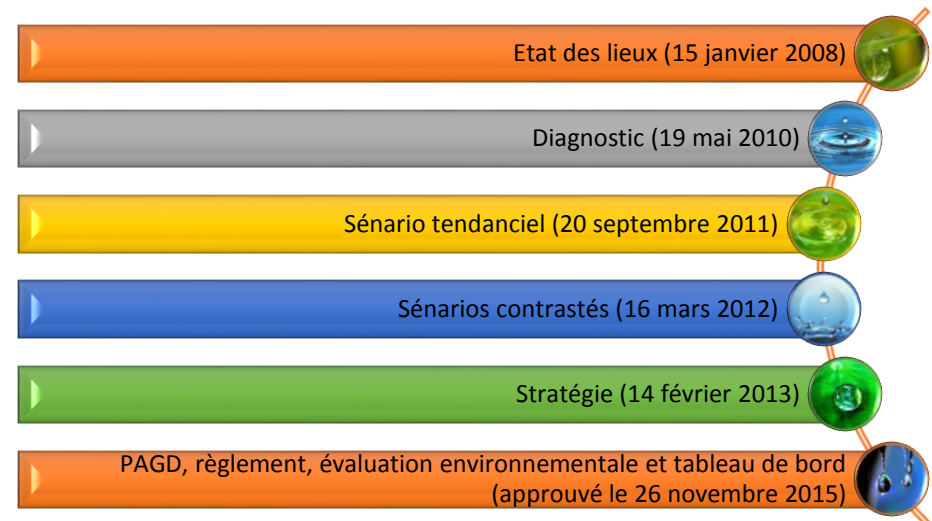 Etat des lieux (15 janvier 2008)
Diagnostic (19 mai 2010)
Sénario tendanciel (20 septembre 2011)
Sénarios contrastés (16 mars 2012)
Stratégie (14 février 2013)
PAGD, règlement, évaluation environnementale et tableau de bord
(approuvé le 26 novembre 2015)